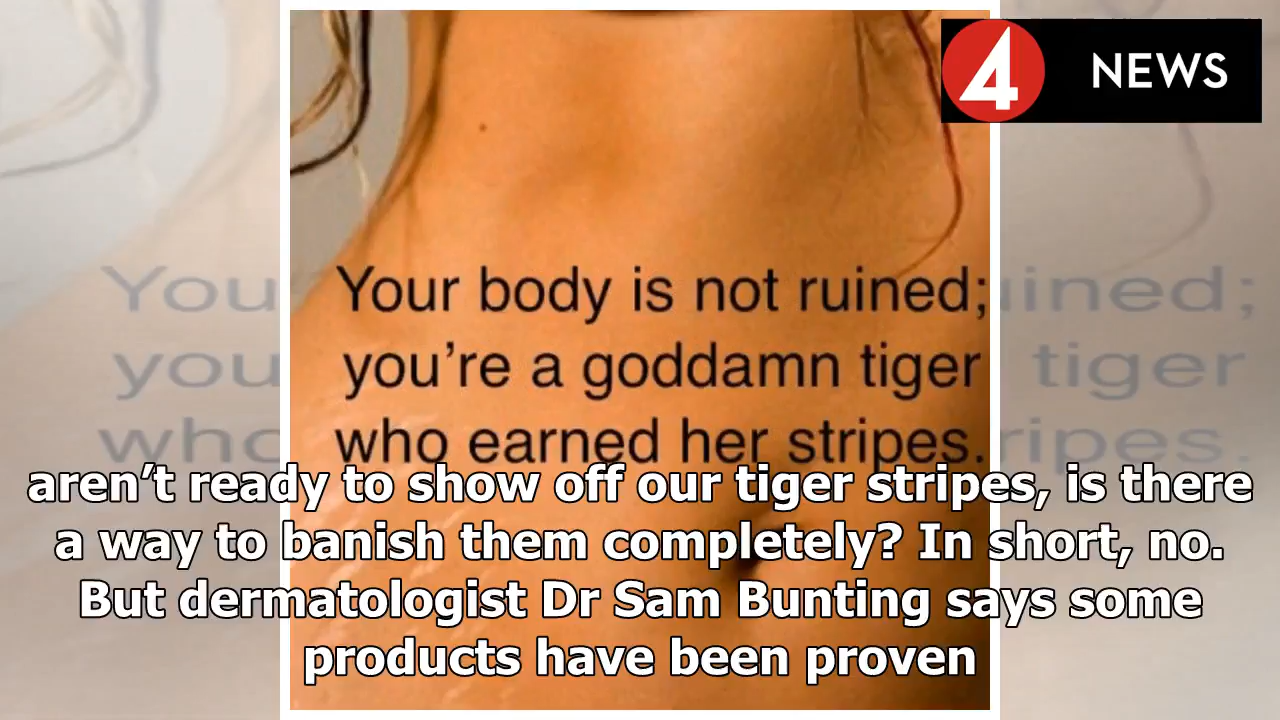 4 NEWS
Your body is not ruined;
you’re a goddamn tiger
who earned her stripes.
aren’t ready to show off our tiger stripes, is there
a way to banish them completely? In short, no.
But dermatologist Dr Sam Bunting says some
products have been proven